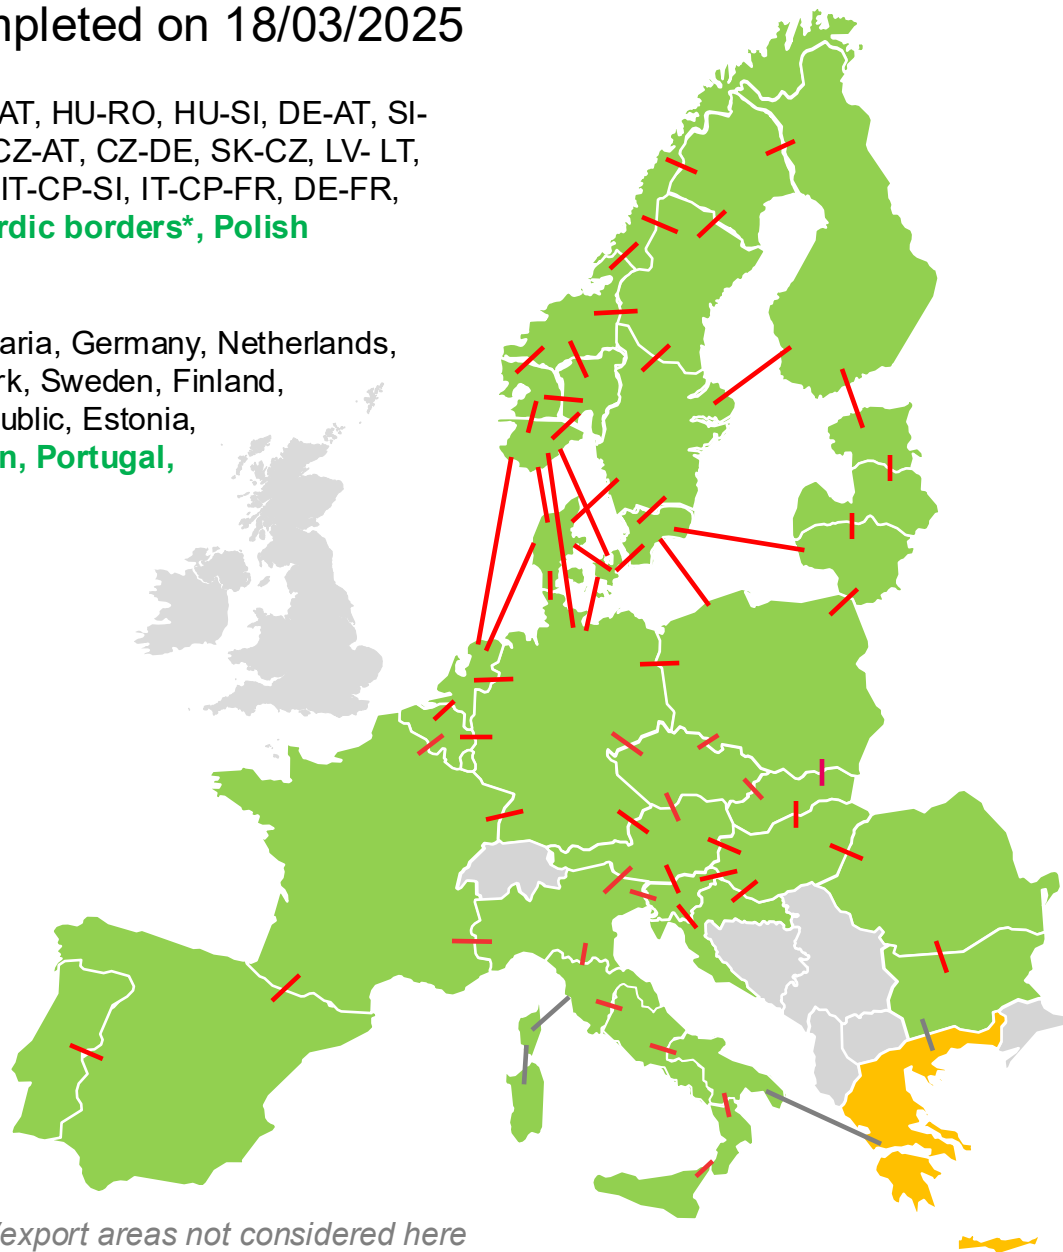 mpleted on 18/03/2025
AT, HU-RO, HU-SI, DE-AT, SI-
CZ-AT, CZ-DE, SK-CZ, LV- LT,
IT-CP-SI, IT-CP-FR, DE-FR,
rdic borders*, Polish
aria, Germany, Netherlands,
rk, Sweden, Finland,
ublic, Estonia,
n, Portugal,
/export areas not considered here